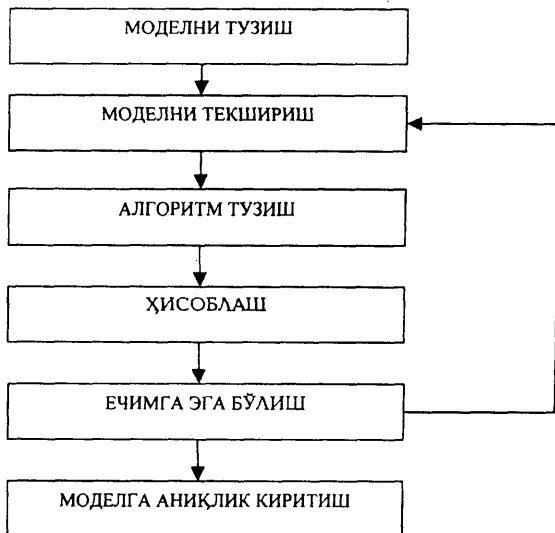 МОДЕЛНИ ТУЗИШ
МОДЕЛНИ ТЕКШИРИШ
АЛГОРИТМ ТУЗИШ
ҲИСОБЛАШ
ЕЧИМГА ЭГА БЎЛИШ
МОДЕЛГА АНИҚЛИК КИРИТИШ